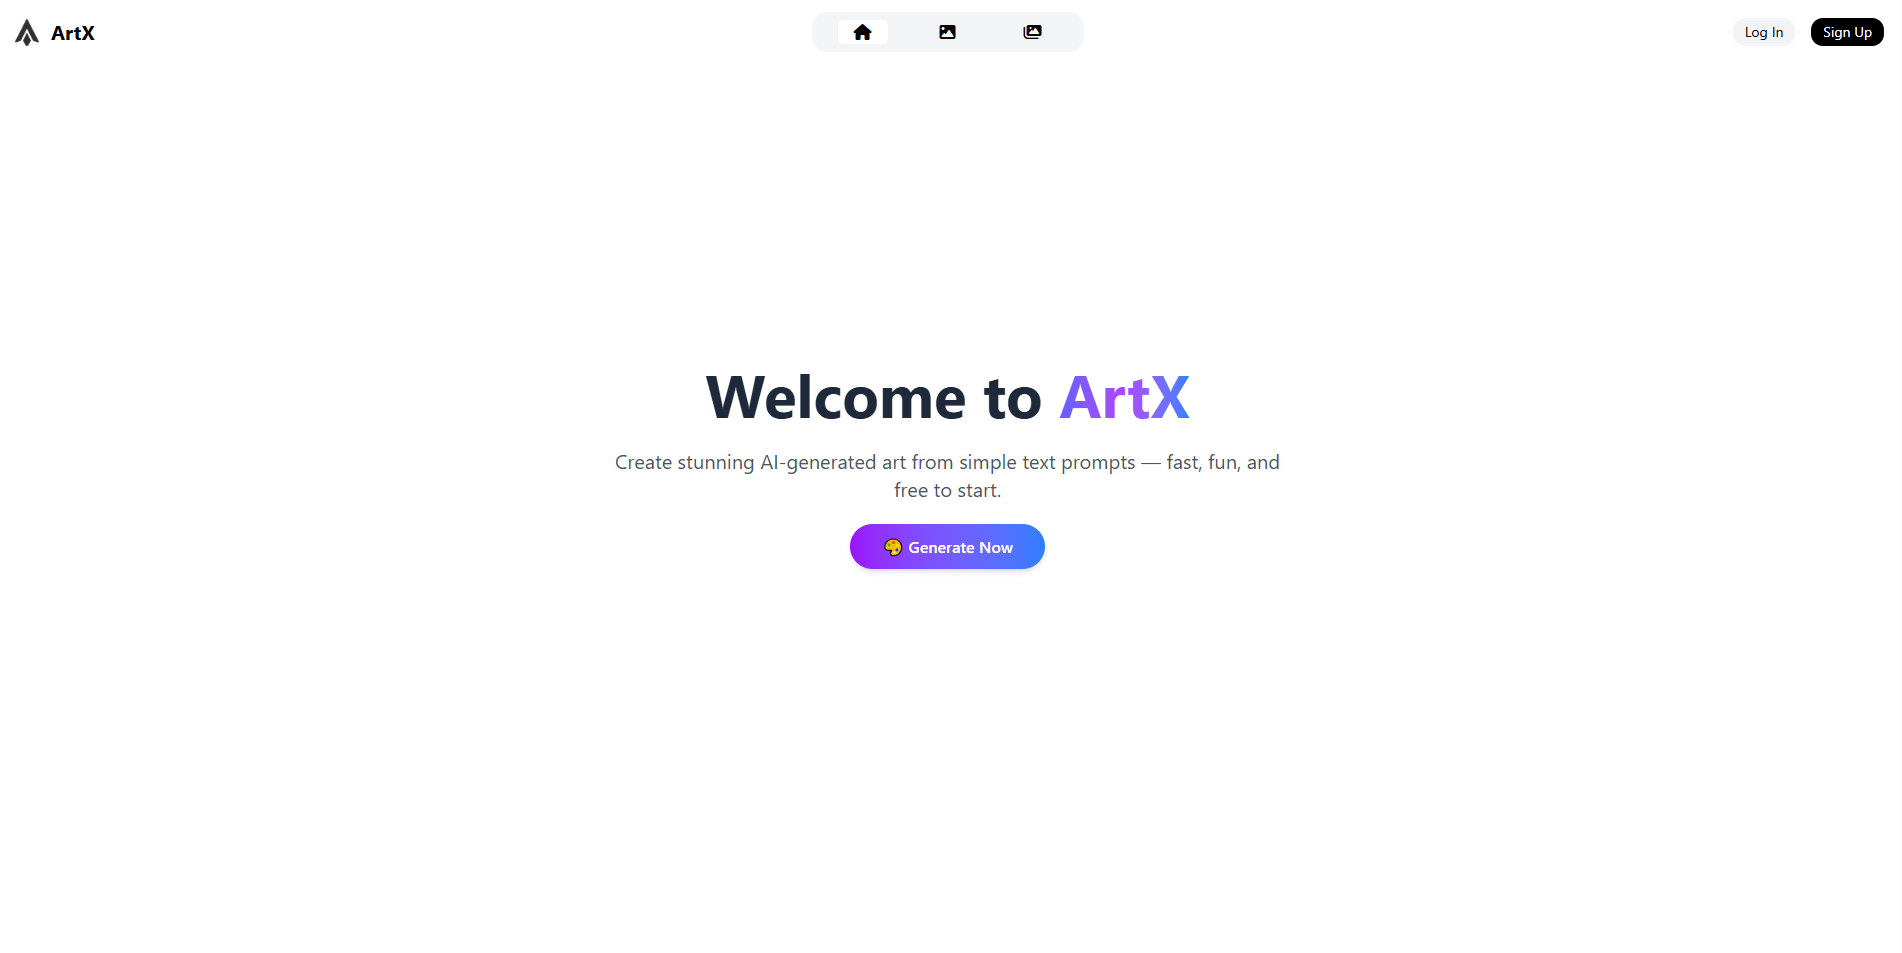 ArtX
Log In
Sign Up
Welcome to ArtX
Create stunning AI-generated art from simple text prompts — fast, fun, and
free to start.
🎨 Generate Now